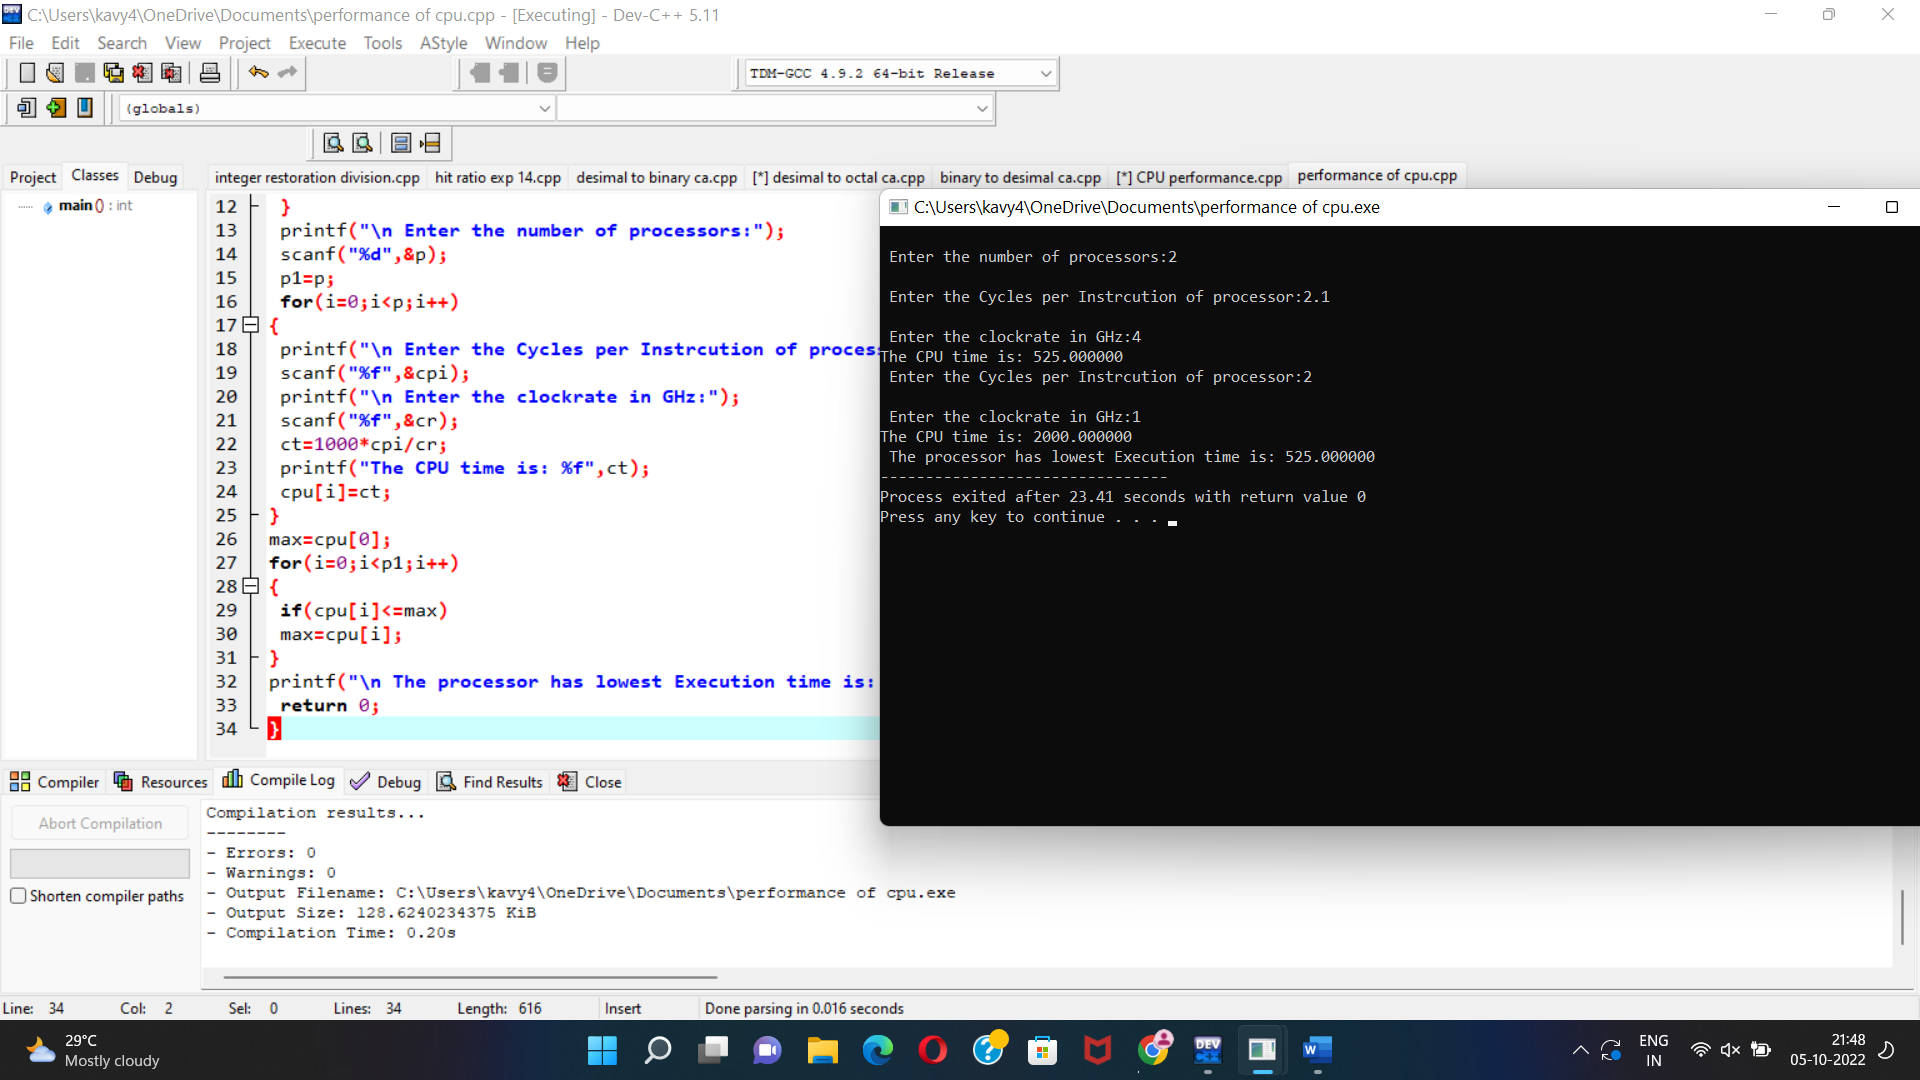 C:\Users\kavy4\OneDrive\Documents\performance of cpu.cpp - [Executing] - Dev-C++ 5.11
File Edit Search View Project Execute Tools AStyle Window Help
TDM-GCC 4.9.2 64-bit Release
(globals)
Project Classes Debug
integer restoration division.cpp hit ratio exp 14.cpp desimal to binary ca.cpp [*] desimal to octal ca.cpp binary to desimal ca.cpp [*] CPU performance.cpp performance of cpu.cpp
main () : int
12 }
13 printf("\n Enter the number of processors:");
14 scanf("%d",&p);
15 p1=p;
16 for(i=0;i<p;i++)
17 {
18 printf("\n Enter the Cycles per Instrcution of proces
19 scanf("%f",&cpi);
20 printf("\n Enter the clockrate in GHz:");
21 scanf("%f",&cr);
22 ct=1000*cpi/cr;
23 printf("The CPU time is: %f",ct);
24 cpu[i]=ct;
25 }
26 max=cpu[0];
27 for(i=0;i<p1;i++)
28 {
29 if(cpu[i]<=max)
30 max=cpu[i];
31 }
32 printf("\n The processor has lowest Execution time is:
33 return 0;
34 }
C:\Users\kavy4\OneDrive\Documents\performance of cpu.exe
Enter the number of processors:2
Enter the Cycles per Instrcution of processor:2.1
Enter the clockrate in GHz:4
The CPU time is: 525.000000
Enter the Cycles per Instrcution of processor:2
Enter the clockrate in GHz:1
The CPU time is: 2000.000000
The processor has lowest Execution time is: 525.000000
--------------------------------
Process exited after 23.41 seconds with return value 0
Press any key to continue . . .
Compiler Resources Compile Log Debug Find Results Close
Abort Compilation
Shorten compiler paths
Compilation results...
--------
- Errors: 0
- Warnings: 0
- Output Filename: C:\Users\kavy4\OneDrive\Documents\performance of cpu.exe
- Output Size: 128.6240234375 KiB
- Compilation Time: 0.20s
Line: 34 Col: 2 Sel: 0 Lines: 34 Length: 616 Insert Done parsing in 0.016 seconds
29°C
Mostly cloudy
DEV
C++
W
ENG
IN
21:48
05-10-2022